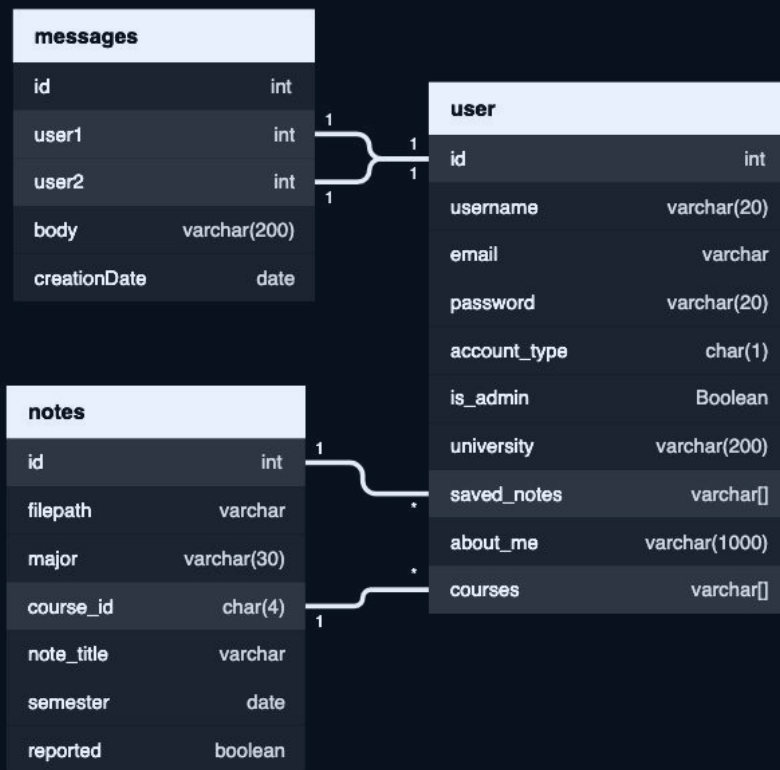 messages
id int
user1 int
user2 int
body varchar(200)
creationDate date
1
1
1
1
user
id int
username varchar(20)
email varchar
password varchar(20)
account_type char(1)
is_admin Boolean
university varchar(200)
saved_notes varchar[]
about_me varchar(1000)
courses varchar[]
notes
id int
filepath varchar
major varchar(30)
course_id char(4)
note_title varchar
semester date
reported boolean
1
*
*
1